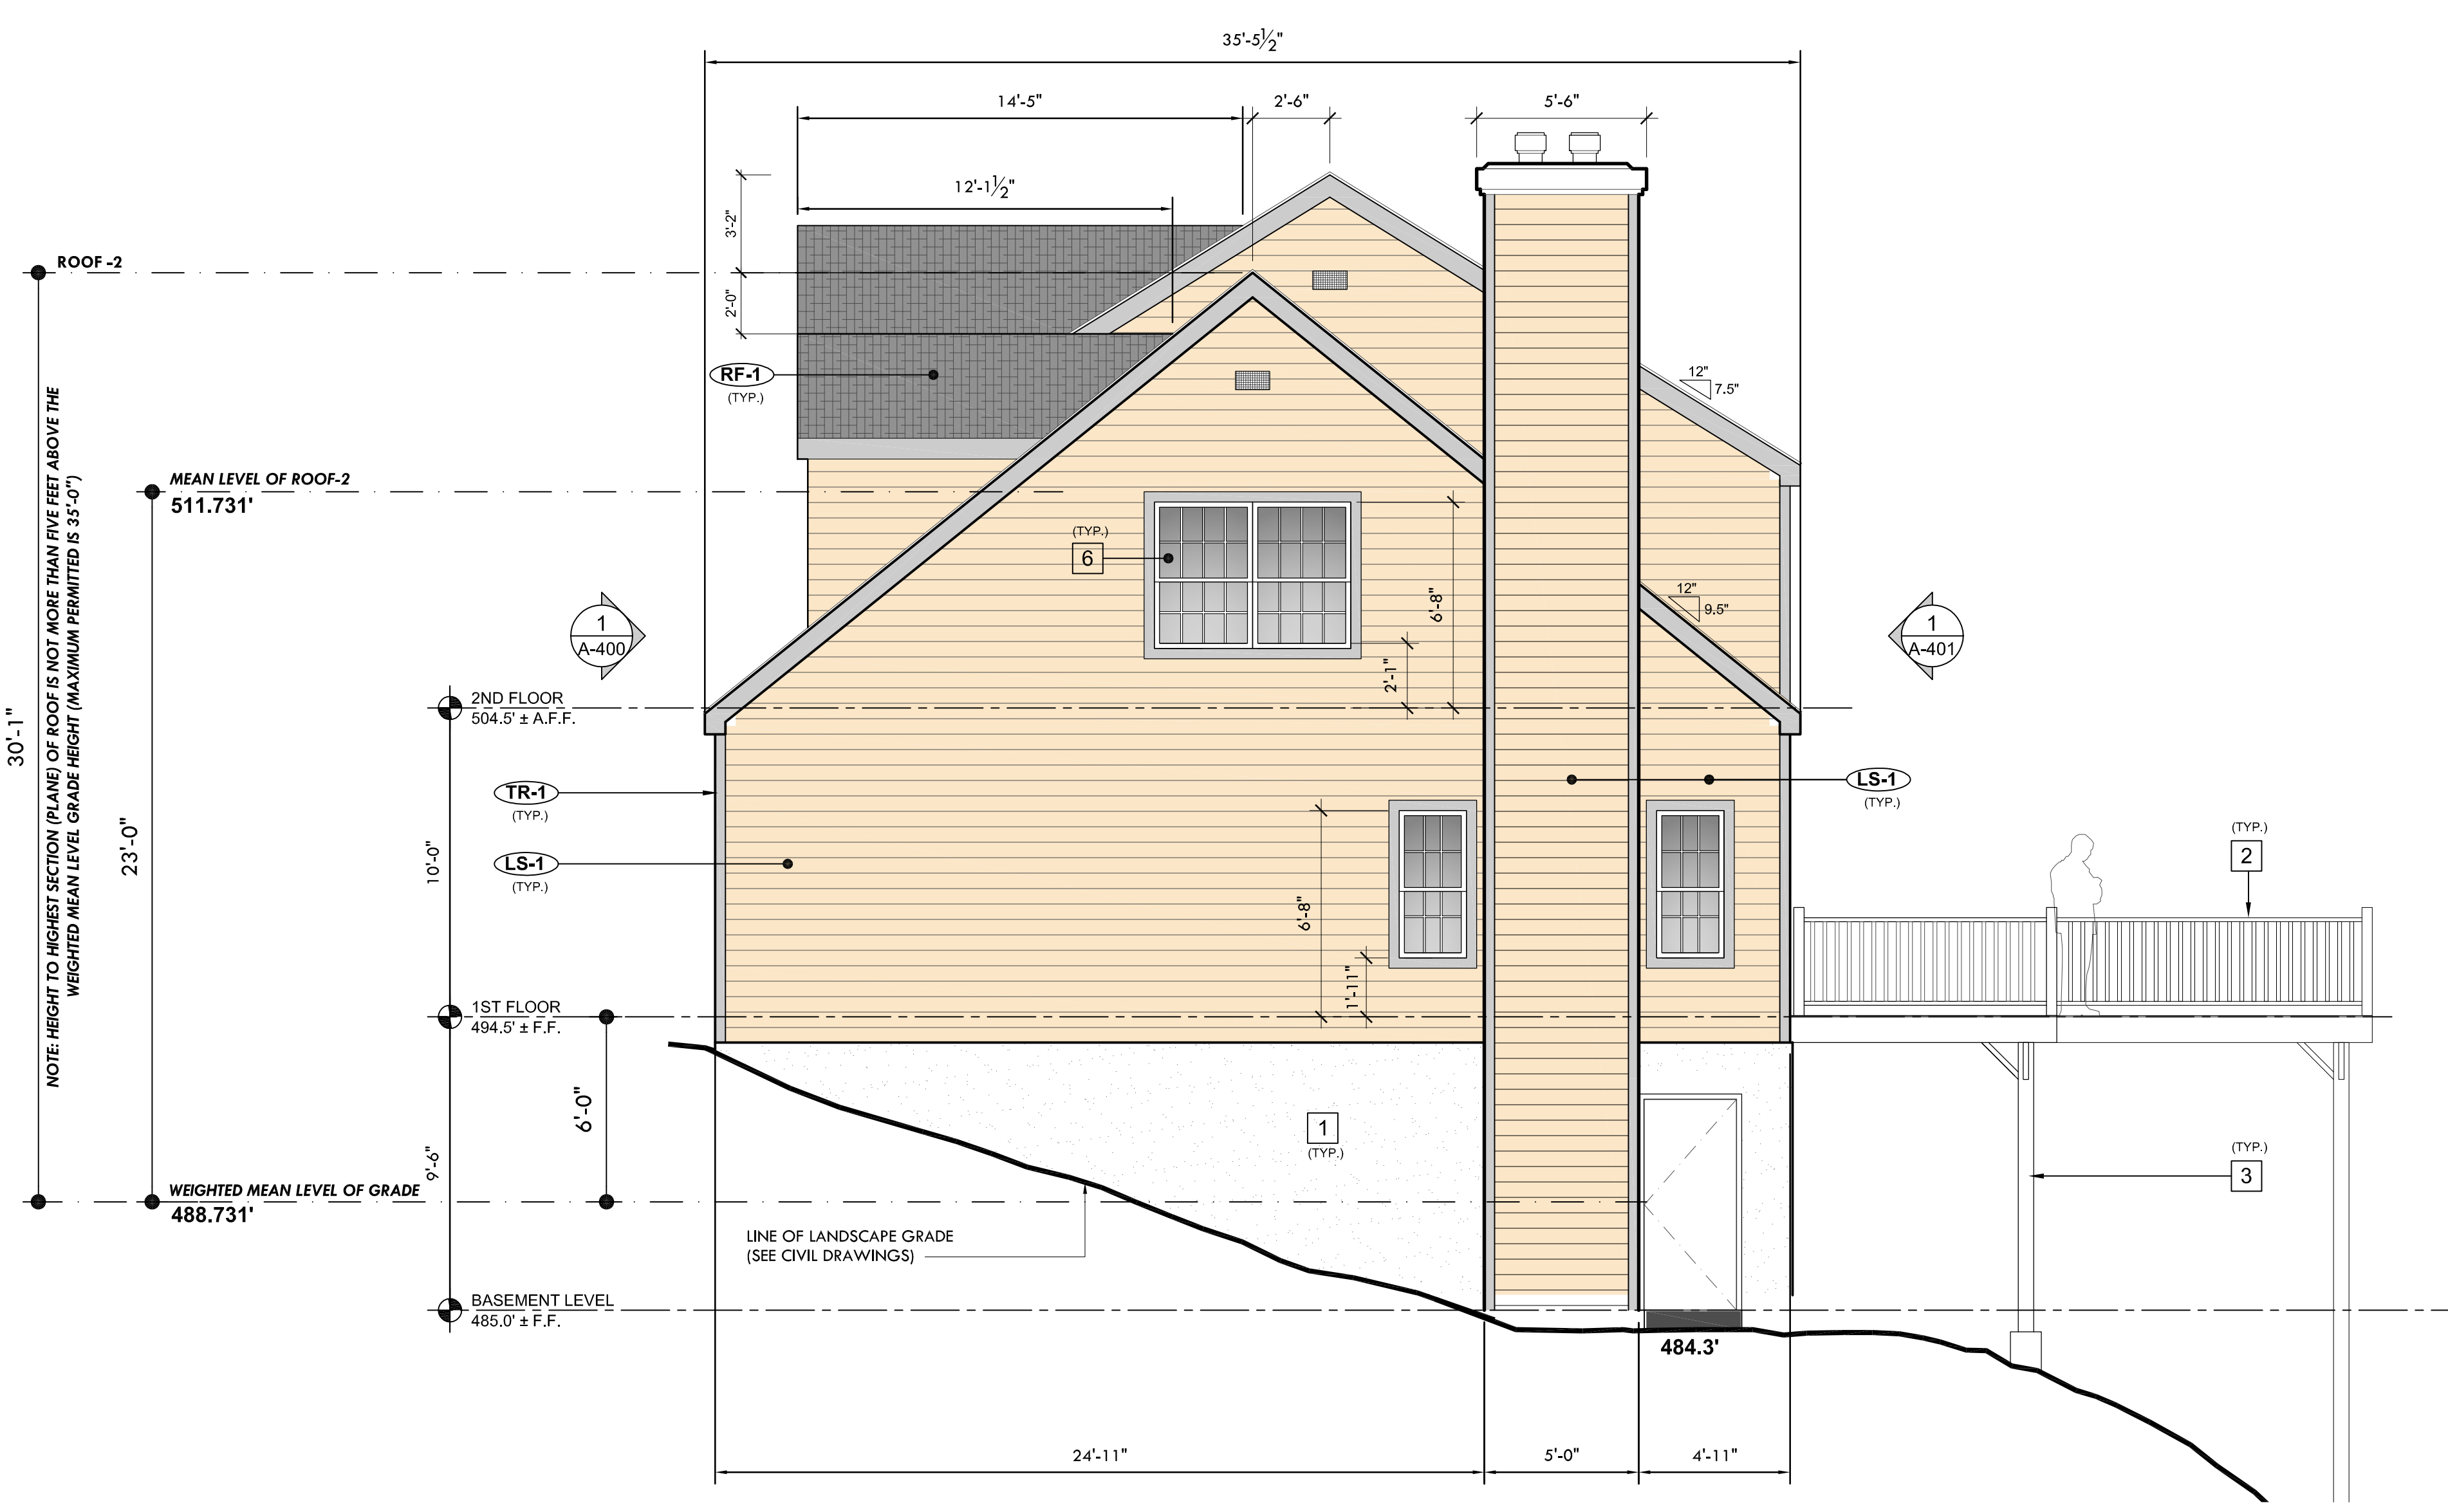 35'-5 1/2"
14'-5"
2'-6"
5'-6"
12'-1 1/2"
3'-2"
2'-0"
ROOF -2
RF-1
(TYP.)
12"
7.5"
MEAN LEVEL OF ROOF-2
511.731'
(TYP.)
6
6'-8"
2'-1"
12"
9.5"
1
A-400
1
A-401
NOTE: HEIGHT TO HIGHEST SECTION (PLANE) OF ROOF IS NOT MORE THAN FIVE FEET ABOVE THE
WEIGHTED MEAN LEVEL GRADE HEIGHT (MAXIMUM PERMITTED IS 35'-0")
30'-1"
23'-0"
2ND FLOOR
504.5' ± A.F.F.
TR-1
(TYP.)
LS-1
(TYP.)
10'-0"
LS-1
(TYP.)
6'-8"
1'-11"
(TYP.)
2
1ST FLOOR
494.5' ± F.F.
6'-0"
9'-6"
1
(TYP.)
(TYP.)
3
WEIGHTED MEAN LEVEL OF GRADE
488.731'
LINE OF LANDSCAPE GRADE
(SEE CIVIL DRAWINGS)
BASEMENT LEVEL
485.0' ± F.F.
484.3'
24'-11"
5'-0"
4'-11"